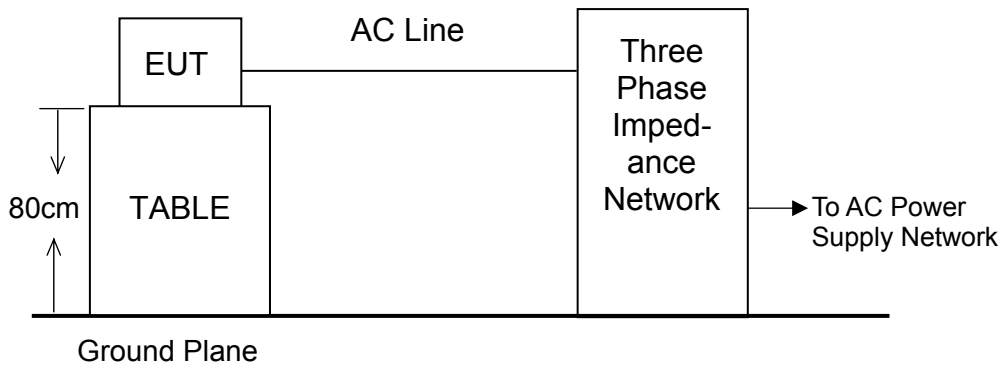 AC Line
EUT
Three
Phase
Imped-
ance
Network
80cm
TABLE
To AC Power
Supply Network
Ground Plane